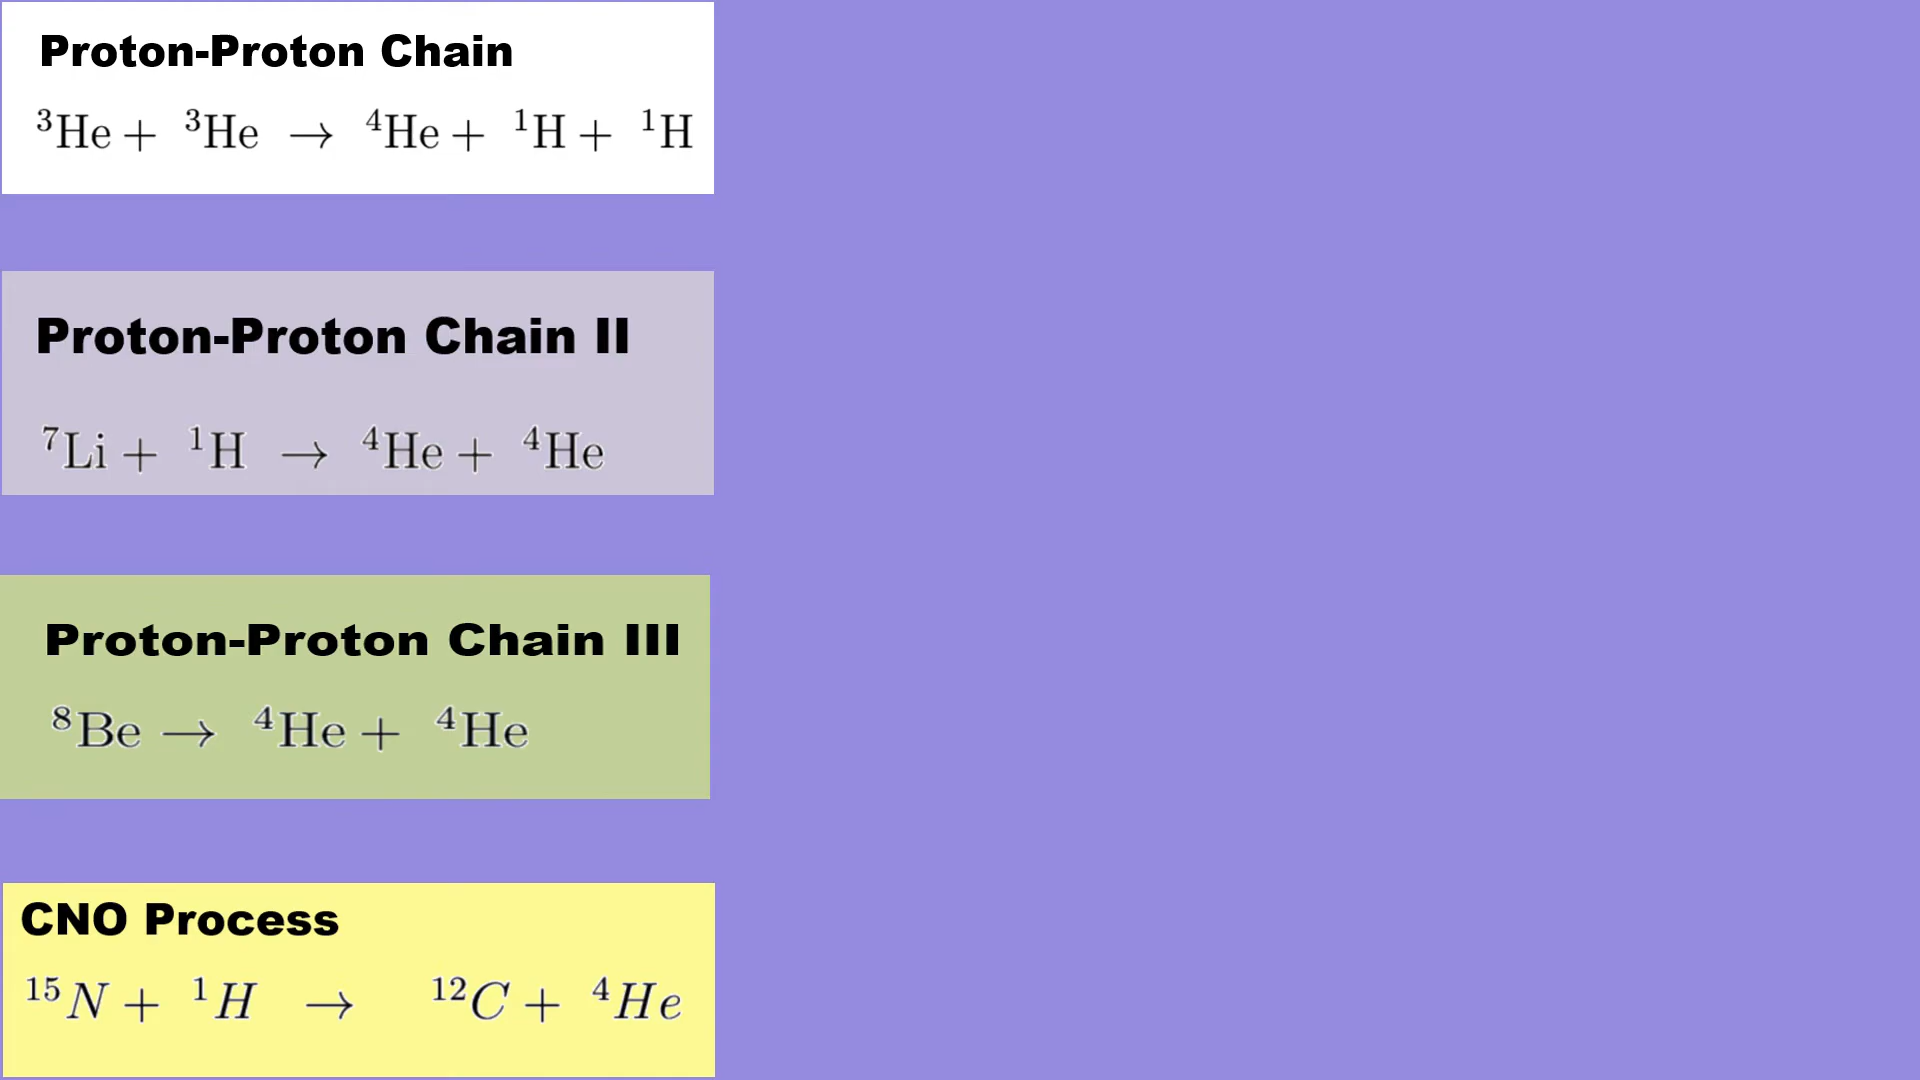 Proton-Proton Chain
³He + ³He → ⁴He + ¹H + ¹H
Proton-Proton Chain II
⁷Li + ¹H → ⁴He + ⁴He
Proton-Proton Chain III
⁸Be → ⁴He + ⁴He
CNO Process
¹⁵N + ¹H → ¹²C + ⁴He